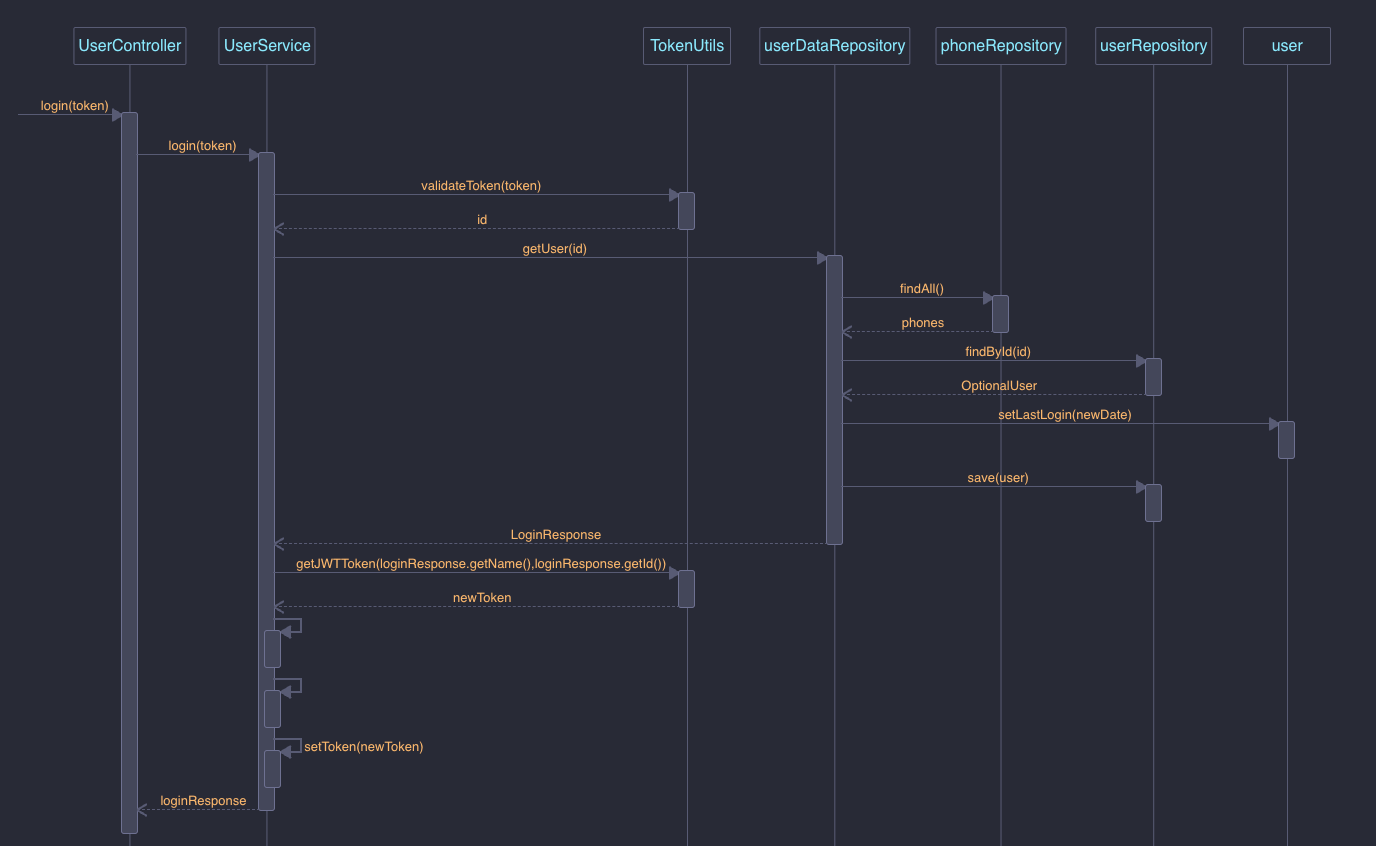 UserController
UserService
TokenUtils
userDataRepository
phoneRepository
userRepository
user
login(token)
login(token)
validateToken(token)
id
getUser(id)
findAll()
phones
findById(id)
OptionalUser
setLastLogin(newDate)
save(user)
LoginResponse
getJWTToken(loginResponse.getName(),loginResponse.getId())
newToken
setToken(newToken)
loginResponse